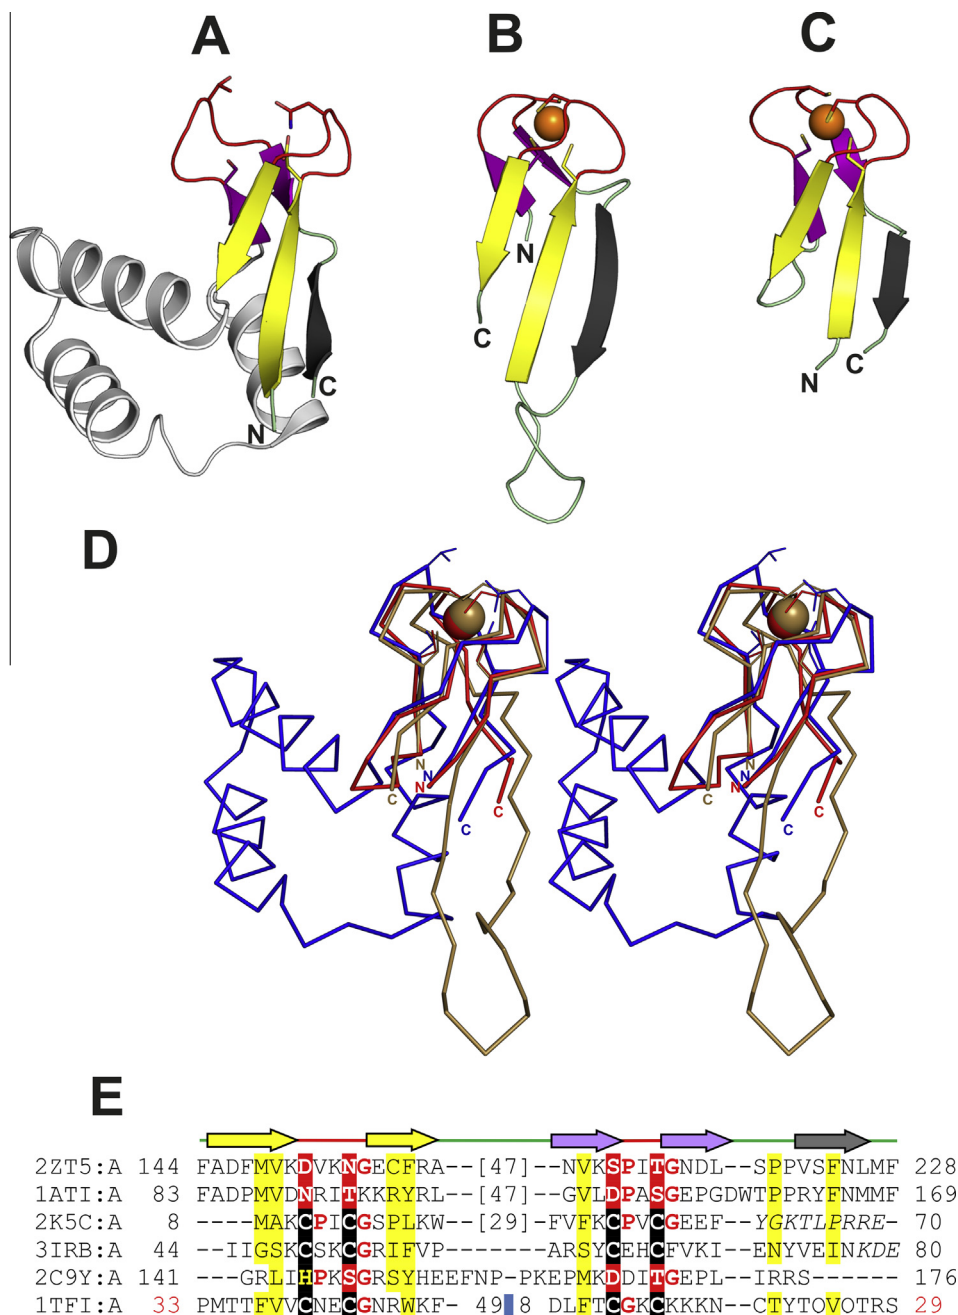 A
B
C
N
C
N
C
N
C
D
N
N
N
C
C
C
N
N
N
C
C
C
E
2ZT5:A 144 FADFMVKDVKNGECFRA--[47]-NVKSPITGNDL--SPPVSFNLMF 228
1ATI:A 83 FADPMVDNRITKKRYRL--[47]-GVLDPASGEPGDWTPPRYFNMMF 169
2K5C:A 8 ----MAKCPICGSPLKW--[29]-FVFKCPVCGEEF--YGKTLPRRE- 70
3IRB:A 44 --IIGSKCSKCGRIFVP-------ARSYCEHCFVKI--ENYVEINKDE 80
2C9Y:A 141 ---GRLIHPKSGRSYHEEFNP-PKEPMKDDITGEPL--IRRS----- 176
1TFI:A 33 PMTTFVVCNECGNRWKF- 49 8 DLFTCGKCKKKN--CTYTQVQTRS 29